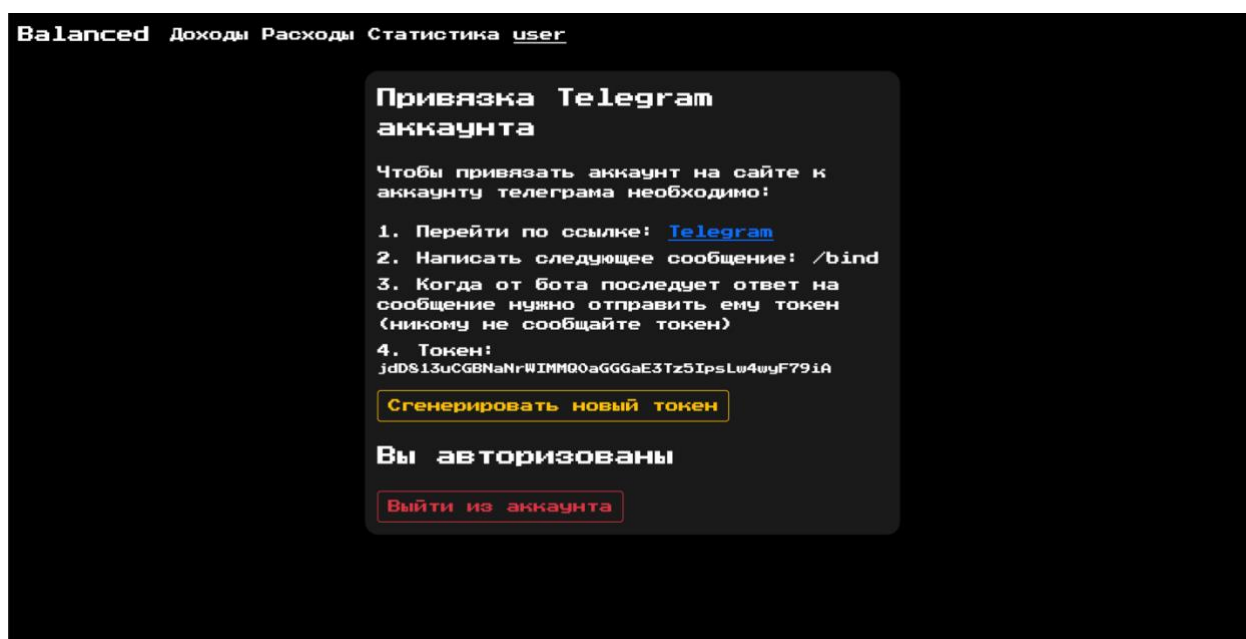 Balanced Доходы Расходы Статистика user
Привязка Telegram
аккаунта
Чтобы привязать аккаунт на сайте к
аккаунту телеграма необходимо:
1. Перейти по ссылке: Telegram
2. Написать следующее сообщение: /bind
3. Когда от бота последует ответ на
сообщение нужно отправить ему токен
(никому не сообщайте токен)
4. Токен:
jdD813uCGBNaNrWIMMQOaGGGaE3Tz5IpsLw4wyF79iA
Сгенерировать новый токен
Вы авторизованы
Выйти из аккаунта